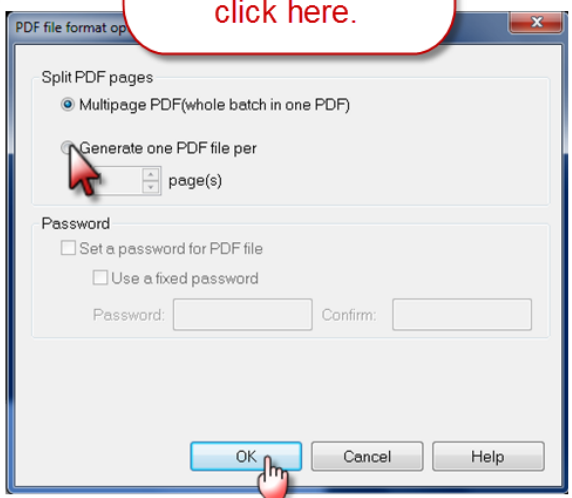 click here.
PDF file format op
Split PDF pages
Multipage PDF(whole batch in one PDF)
Generate one PDF file per
page(s)
Password
Set a password for PDF file
Use a fixed password
Password: Confirm:
OK Cancel Help